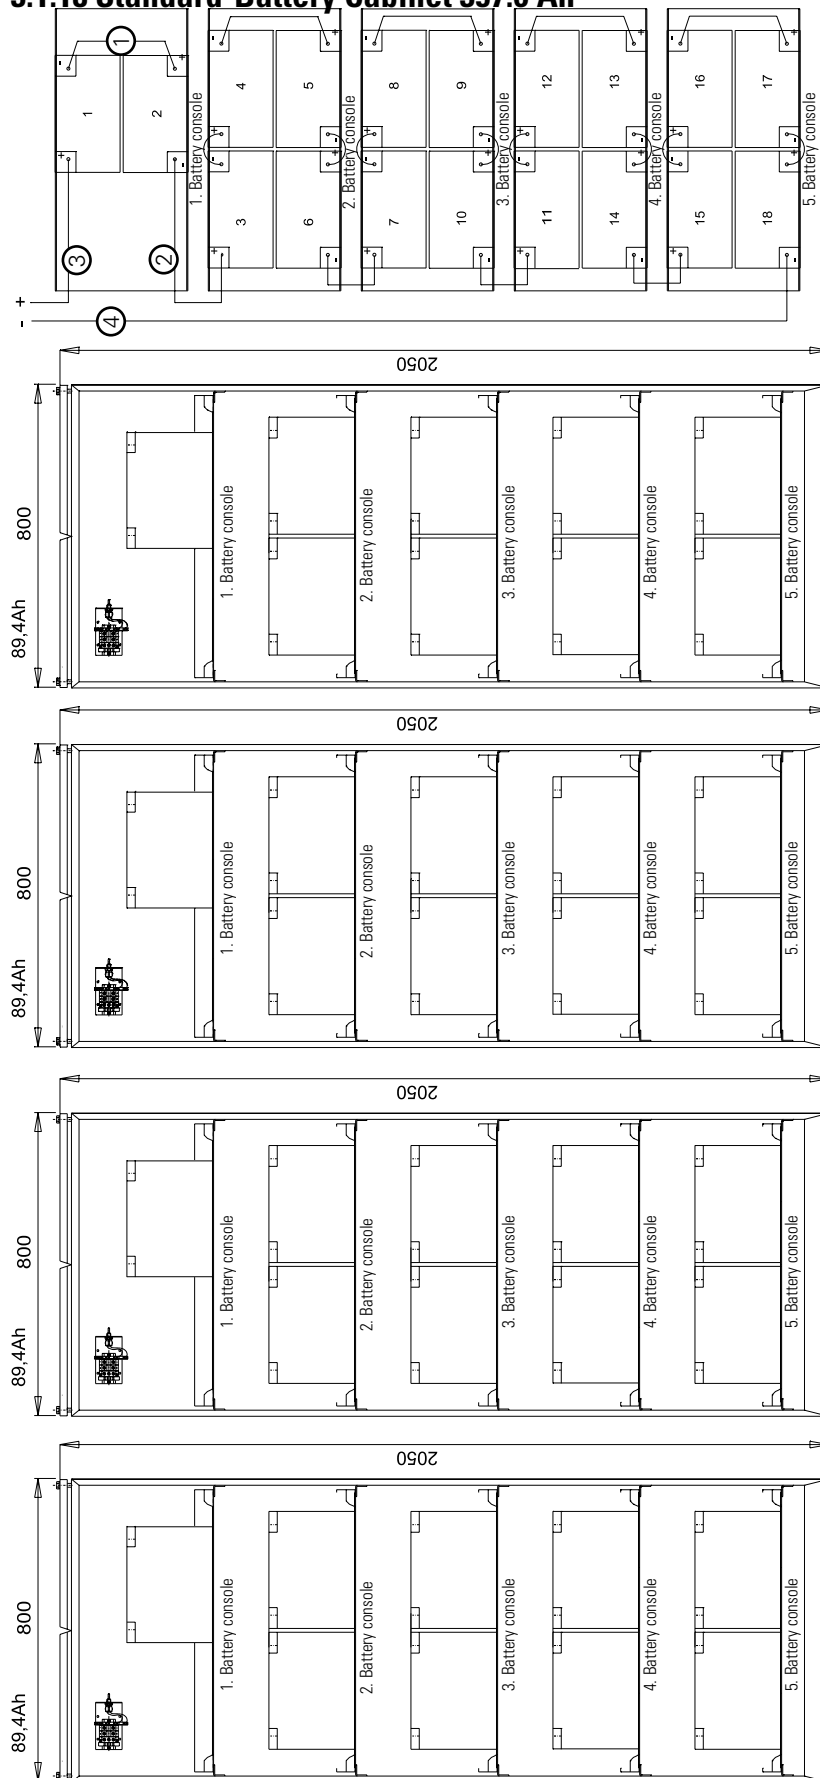 Standard-Battery Cabinet 357.6 Ah
1
1
2
3
2
4
+
-
1. Battery console
4
5
3
6
2. Battery console
8
9
7
10
3. Battery console
12
13
11
14
4. Battery console
16
17
15
18
5. Battery console
89,4Ah
800
2050
1. Battery console
2. Battery console
3. Battery console
4. Battery console
5. Battery console
89,4Ah
800
2050
1. Battery console
2. Battery console
3. Battery console
4. Battery console
5. Battery console
89,4Ah
800
2050
1. Battery console
2. Battery console
3. Battery console
4. Battery console
5. Battery console
89,4Ah
800
2050
1. Battery console
2. Battery console
3. Battery console
4. Battery console
5. Battery console